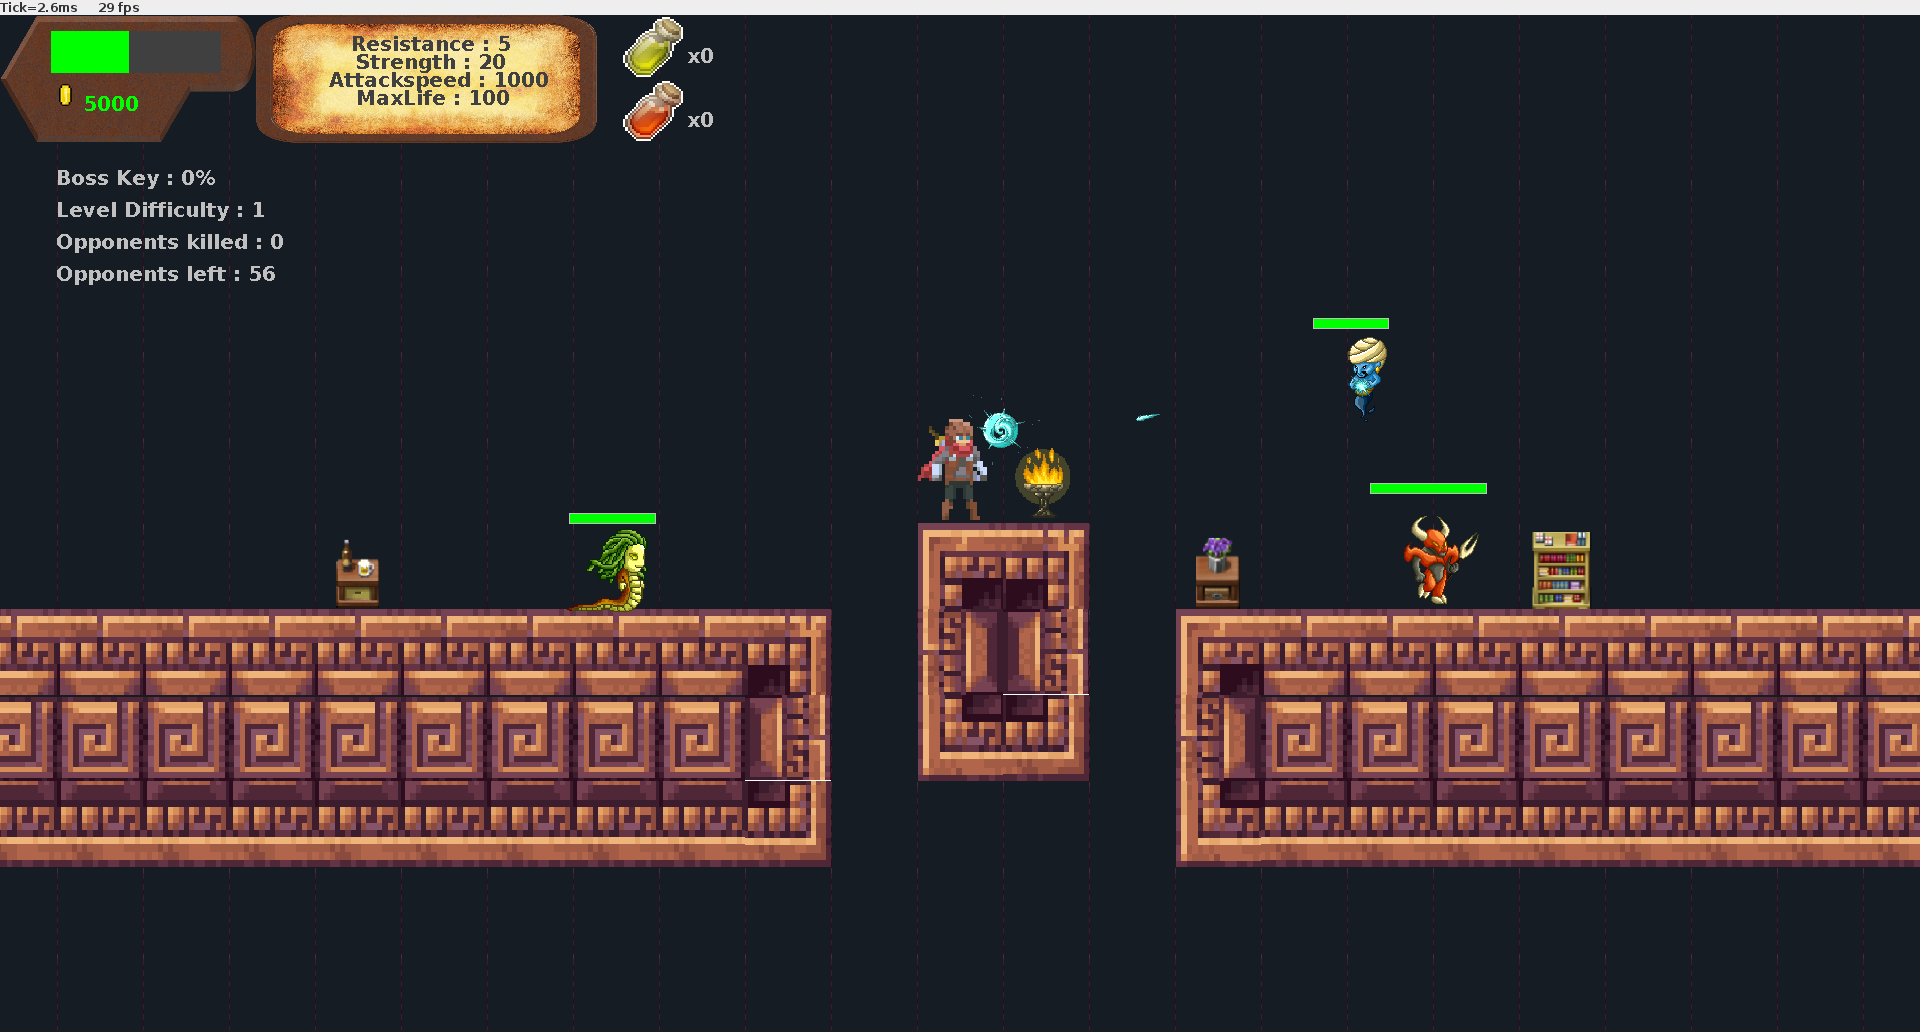 Tick=2.6ms 29 fps
5000
Resistance : 5
Strength : 20
Attackspeed : 1000
MaxLife : 100
x0
x0
Boss Key : 0%
Level Difficulty : 1
Opponents killed : 0
Opponents left : 56